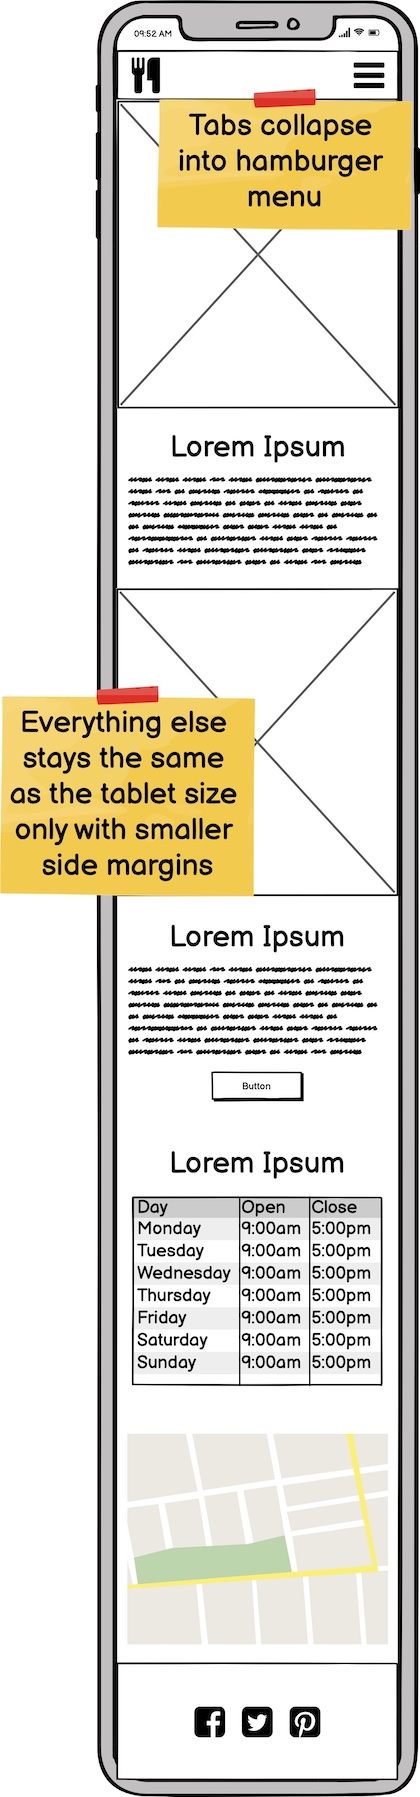 09:52 AM
Tabs collapse
into hamburger
menu
Lorem Ipsum
Everything else
stays the same
as the tablet size
only with smaller
side margins
Lorem Ipsum
Button
Lorem Ipsum
Day Open Close
Monday 9:00am 5:00pm
Tuesday 9:00am 5:00pm
Wednesday 9:00am 5:00pm
Thursday 9:00am 5:00pm
Friday 9:00am 5:00pm
Saturday 9:00am 5:00pm
Sunday 9:00am 5:00pm